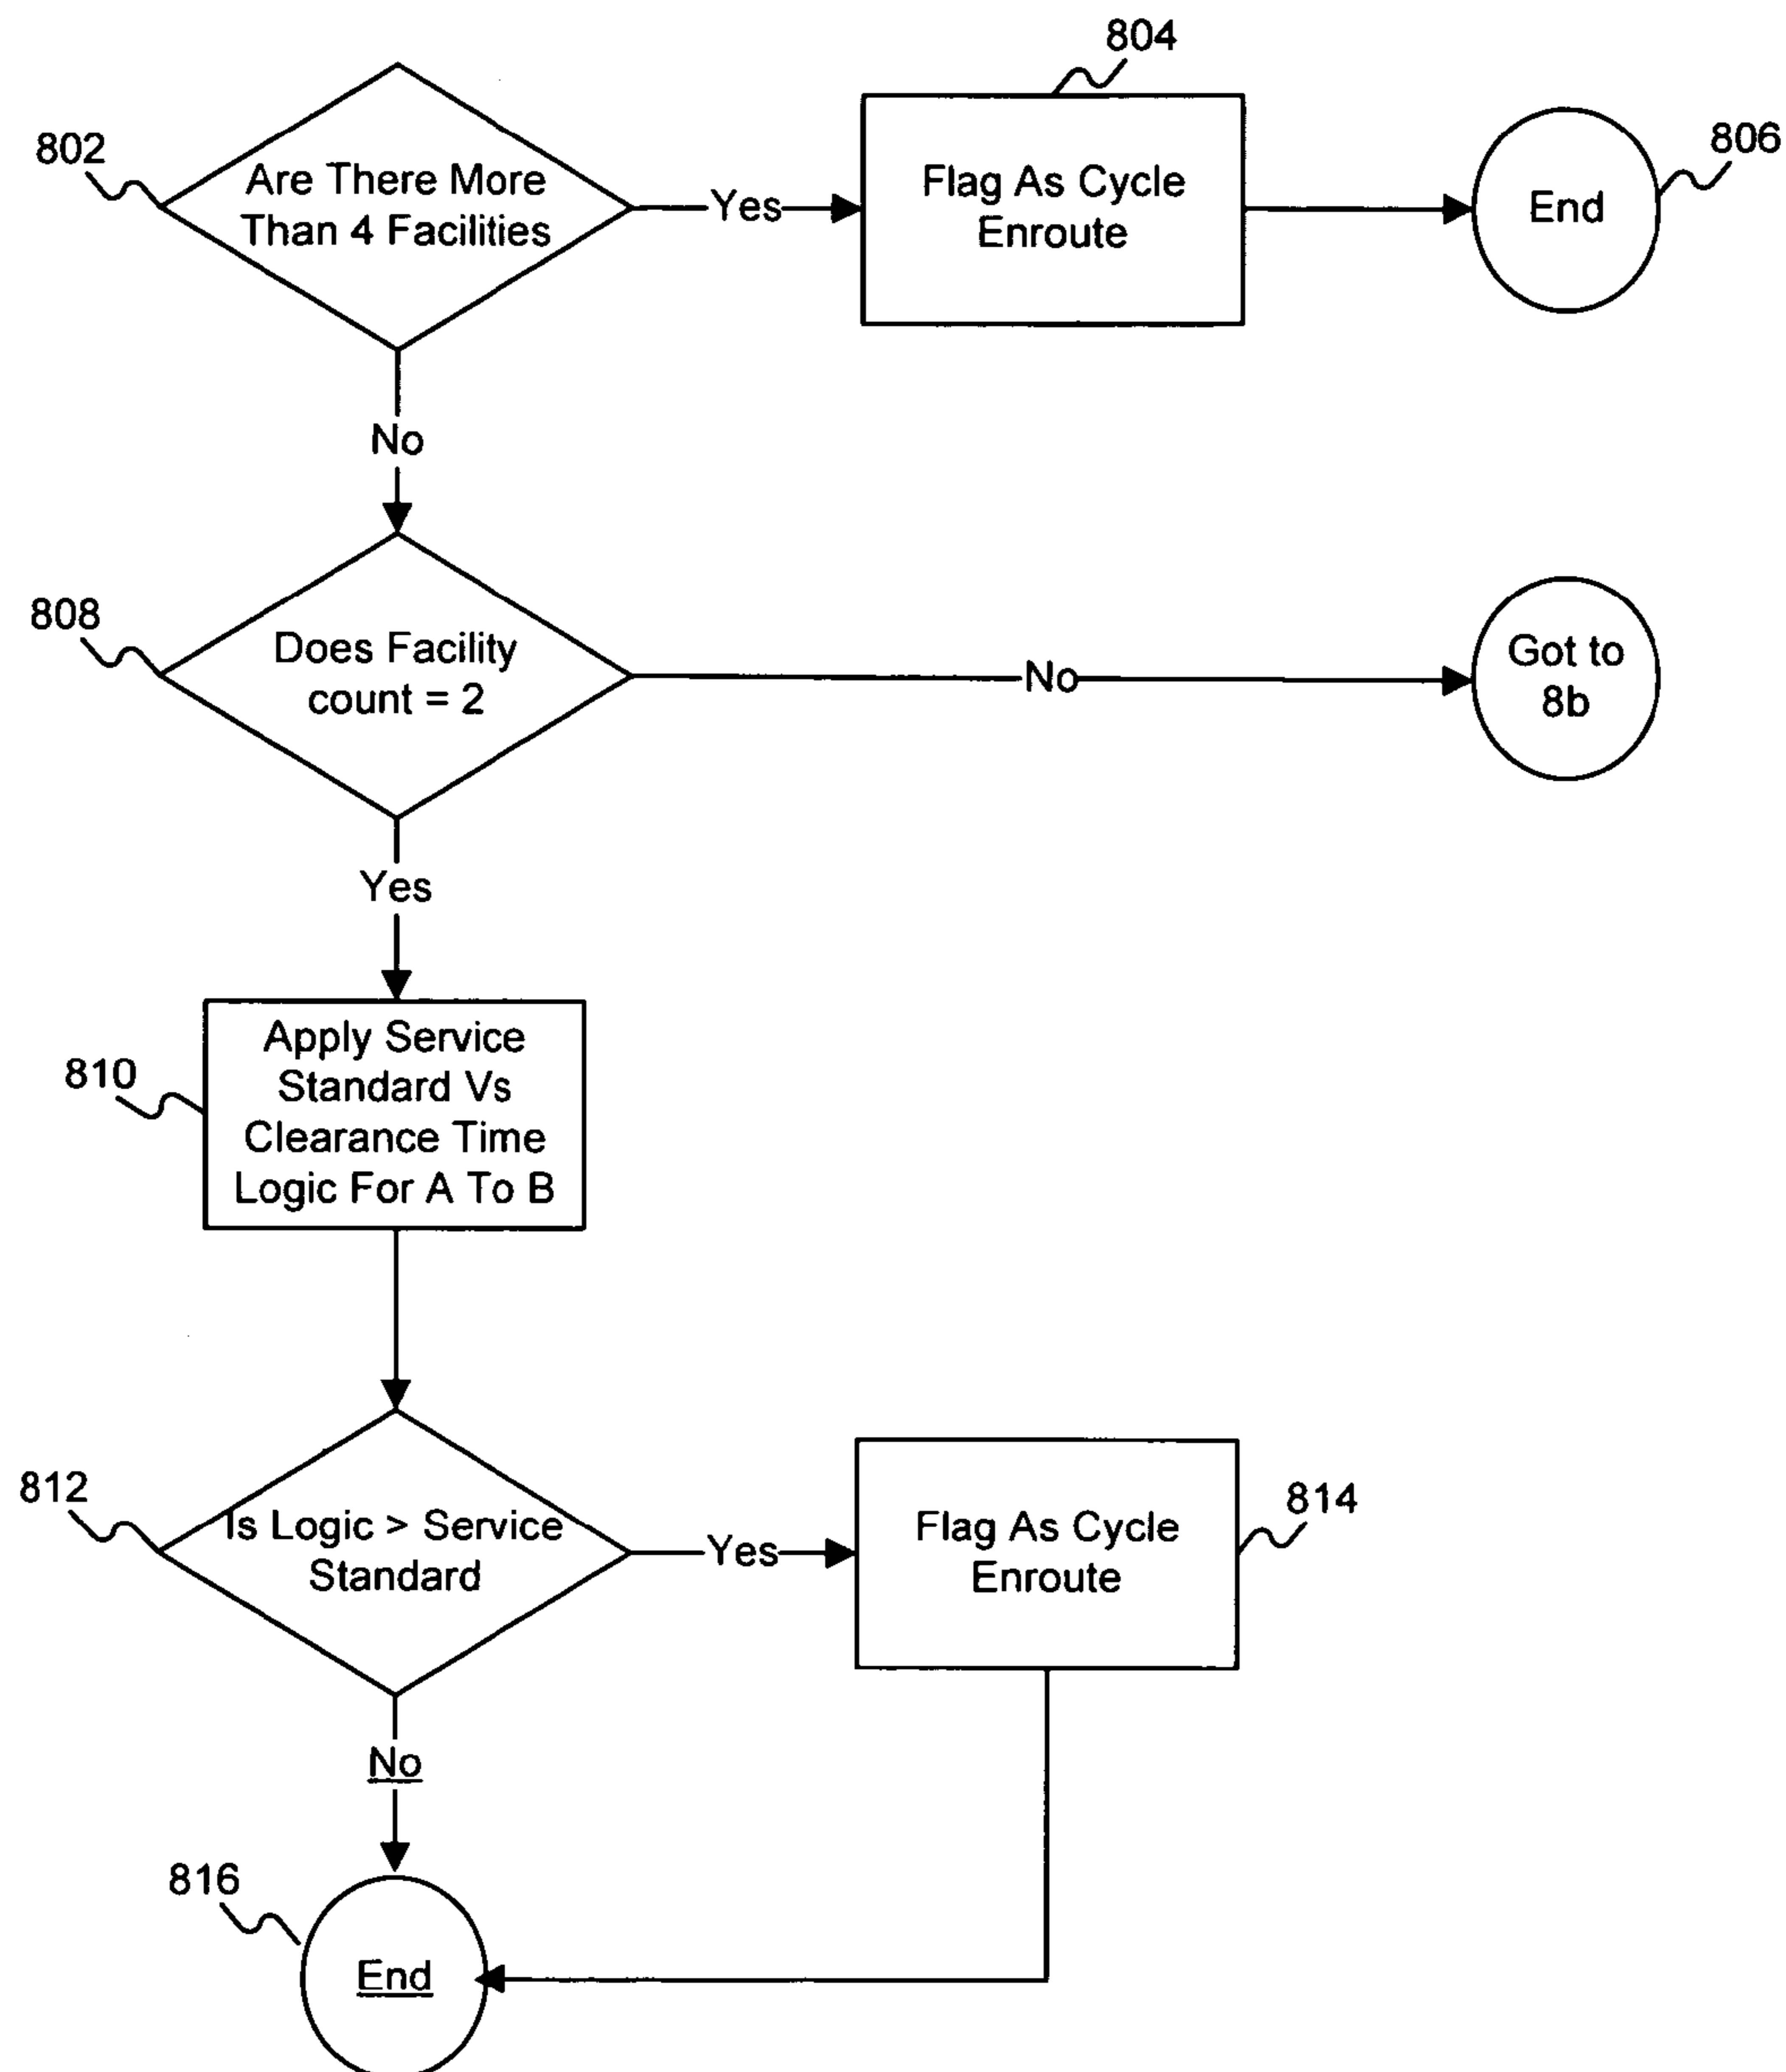 804
802
Are There More
Than 4 Facilities
Yes
Flag As Cycle
Enroute
End
806
No
808
Does Facility
count = 2
No
Got to
8b
Yes
810
Apply Service
Standard Vs
Clearance Time
Logic For A To B
812
Is Logic > Service
Standard
Yes
Flag As Cycle
Enroute
814
No
816
End